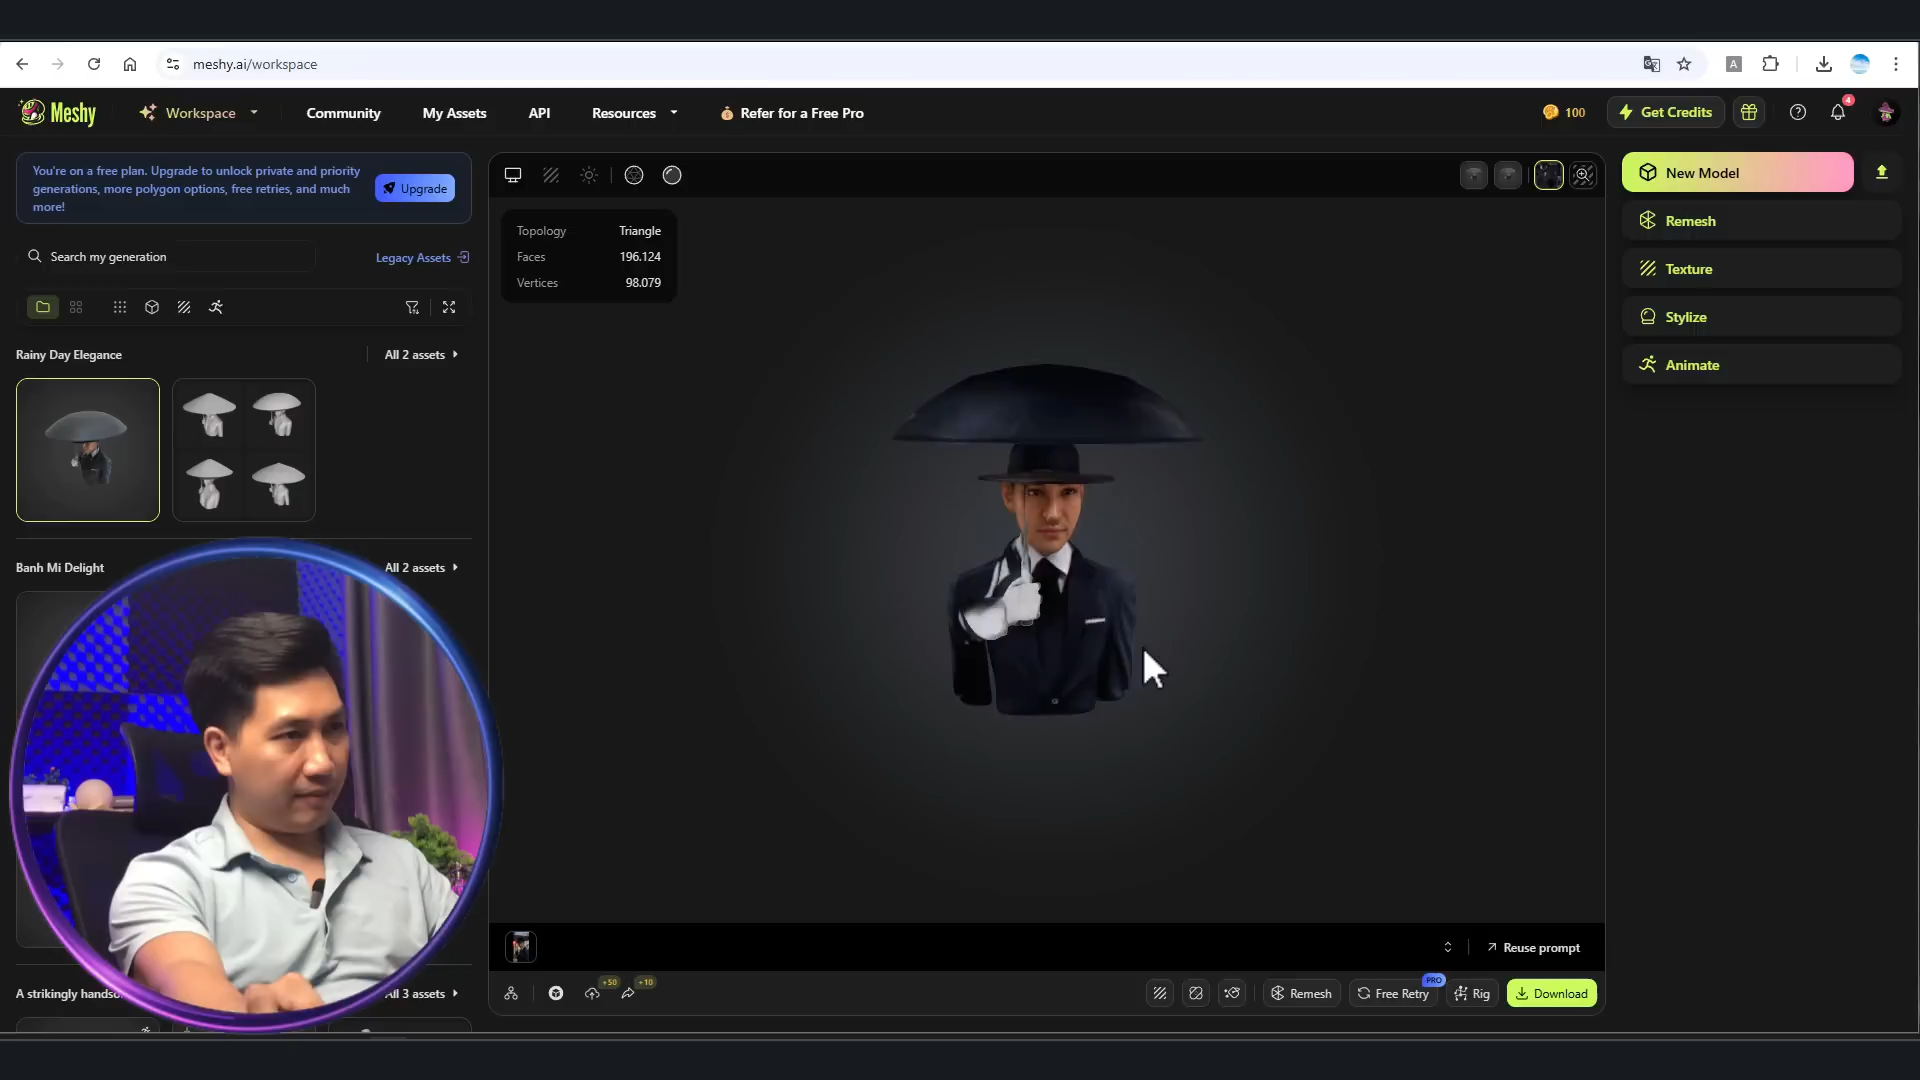 meshy.ai/workspace
A
Meshy
Workspace
Community
My Assets
API
Resources
Refer for a Free Pro
100
Get Credits
4
You're on a free plan. Upgrade to unlock private and priority
generations, more polygon options, free retries, and much
more!
Upgrade
Search my generation
Legacy Assets
Rainy Day Elegance
All 2 assets
Banh Mi Delight
All 2 assets
All 3 assets
Topology Triangle
Faces 196.124
Vertices 98.079
New Model
Remesh
Texture
Stylize
Animate
Reuse prompt
+50
+10
Remesh
PRO
Free Retry
Rig
Download